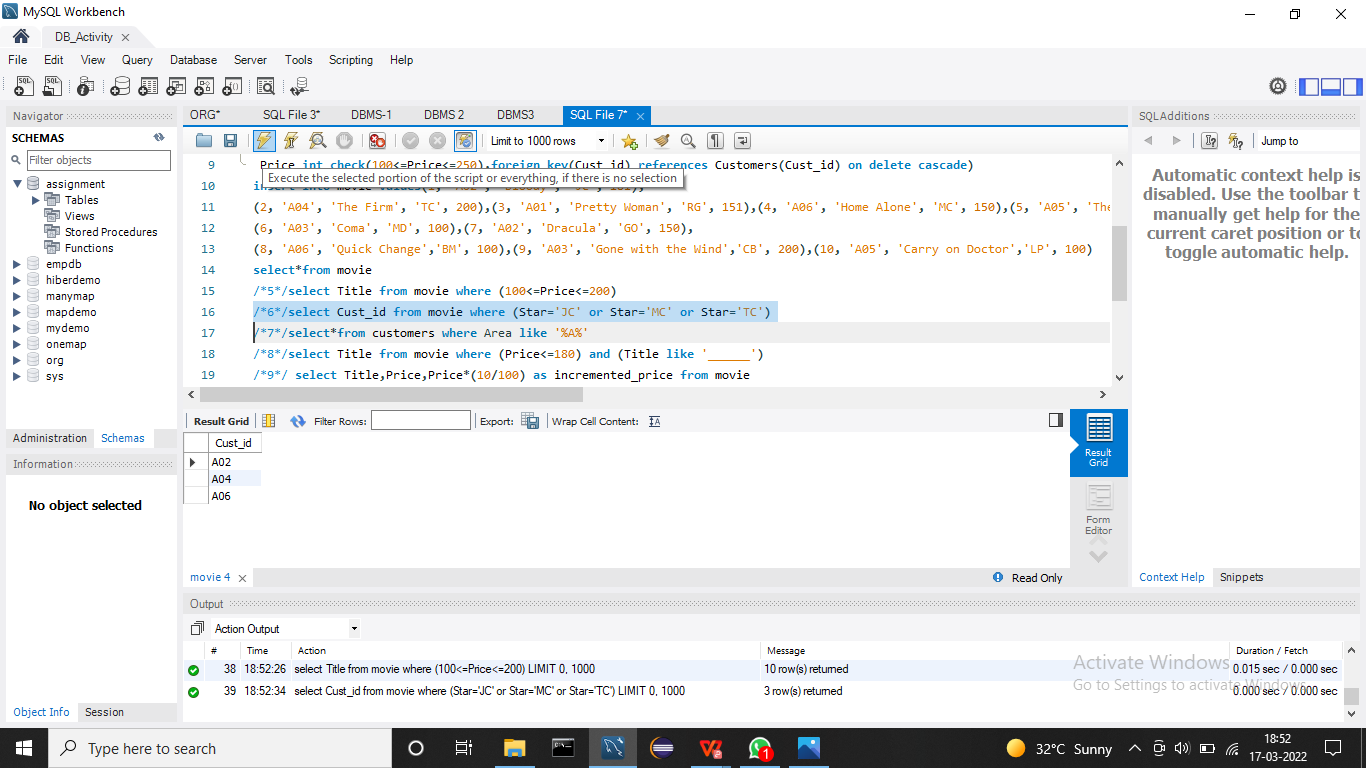 MySQL Workbench
DB_Activity
File Edit View Query Database Server Tools Scripting Help
Navigator
SCHEMAS
Filter objects
assignment
Tables
Views
Stored Procedures
Functions
empdb
hiberdemo
manymap
mapdemo
mydemo
onemap
org
sys
Administration Schemas
Information
No object selected
Object Info Session
ORG* SQL File 3* DBMS-1 DBMS 2 DBMS3 SQL File 7*
Limit to 1000 rows
9 Price int check(100<=Price<=250),foreign key(Cust_id) references Customers(Cust_id) on delete cascade)
Execute the selected portion of the script or everything, if there is no selection
10
11 (2, 'A04', 'The Firm', 'TC', 200),(3, 'A01', 'Pretty Woman', 'RG', 151),(4, 'A06', 'Home Alone', 'MC', 150),(5, 'A05', 'The
12 (6, 'A03', 'Coma', 'MD', 100),(7, 'A02', 'Dracula', 'GO', 150),
13 (8, 'A06', 'Quick Change','BM', 100),(9, 'A03', 'Gone with the Wind','CB', 200),(10, 'A05', 'Carry on Doctor','LP', 100)
14 select*from movie
15 /*5*/select Title from movie where (100<=Price<=200)
16 /*6*/select Cust_id from movie where (Star='JC' or Star='MC' or Star='TC')
17 /*7*/select*from customers where Area like '%A%'
18 /*8*/select Title from movie where (Price<=180) and (Title like '______')
19 /*9*/ select Title,Price,Price*(10/100) as incremented_price from movie
Result Grid Filter Rows: Export: Wrap Cell Content:
Cust_id
A02
A04
A06
Result Grid
Form Editor
movie 4
Read Only
SQLAdditions
Jump to
Automatic context help is
disabled. Use the toolbar t
manually get help for the
current caret position or to
toggle automatic help.
Context Help Snippets
Output
Action Output
# Time Action Message Duration / Fetch
38 18:52:26 select Title from movie where (100<=Price<=200) LIMIT 0, 1000 10 row(s) returned 0.015 sec / 0.000 sec
39 18:52:34 select Cust_id from movie where (Star='JC' or Star='MC' or Star='TC') LIMIT 0, 1000 3 row(s) returned 0.000 sec / 0.000 sec
Activate Windows
Go to Settings to activate Windows.
Type here to search
1
32°C Sunny
18:52
17-03-2022